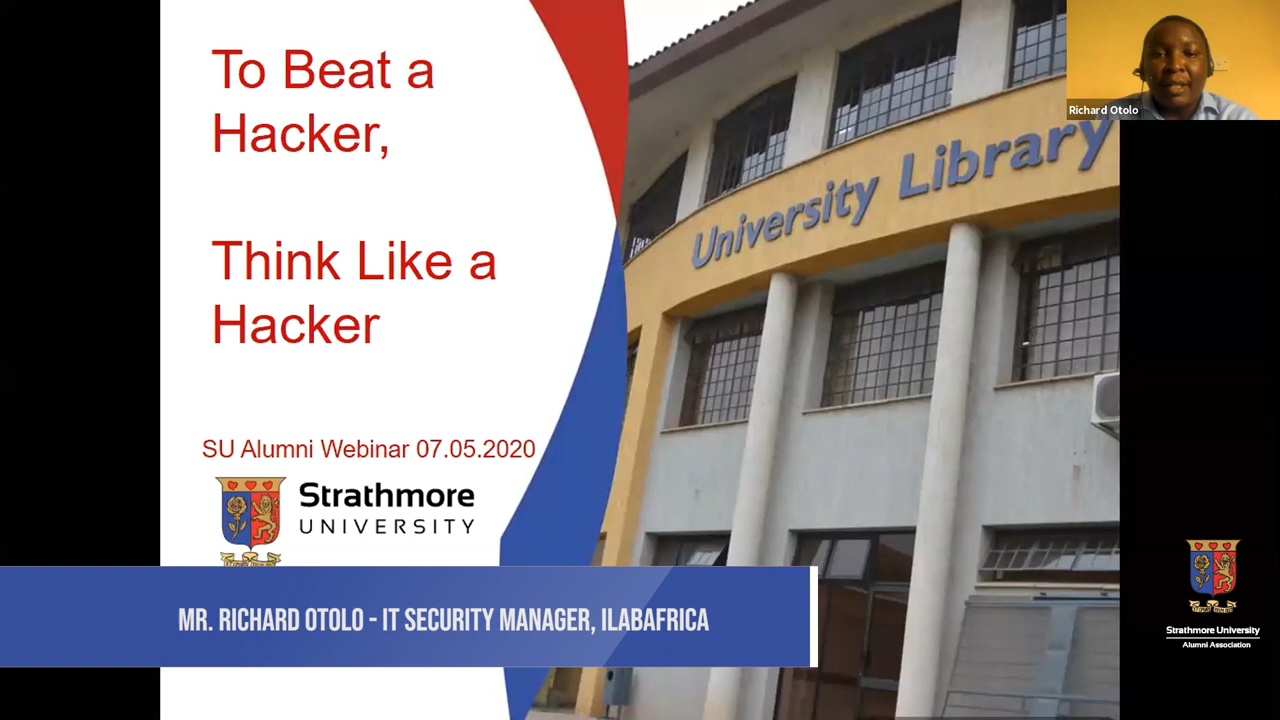 To Beat a
Hacker,
Think Like a
Hacker
SU Alumni Webinar 07.05.2020
Strathmore
UNIVERSITY
University Library
Richard Otolo
MR. RICHARD OTOLO - IT SECURITY MANAGER, ILABAFRICA
Strathmore University
Alumni Association